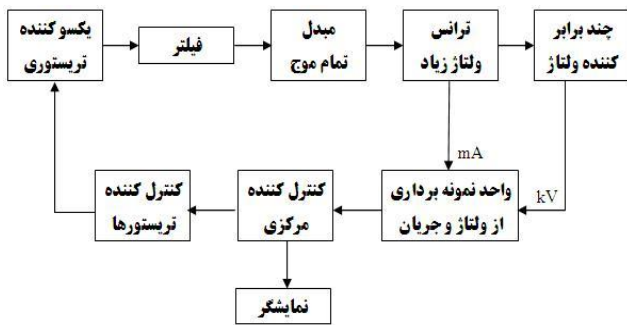 یکسو کننده
تریستوری
فیلتر
مبدل
تمام موج
ترانس
ولتاژ زیاد
چند برابر
کننده ولتاژ
mA
kV
واحد نمونه برداری
از ولتاژ و جریان
کنترل کننده
مرکزی
کنترل کننده
تریستورها
نمایشگر